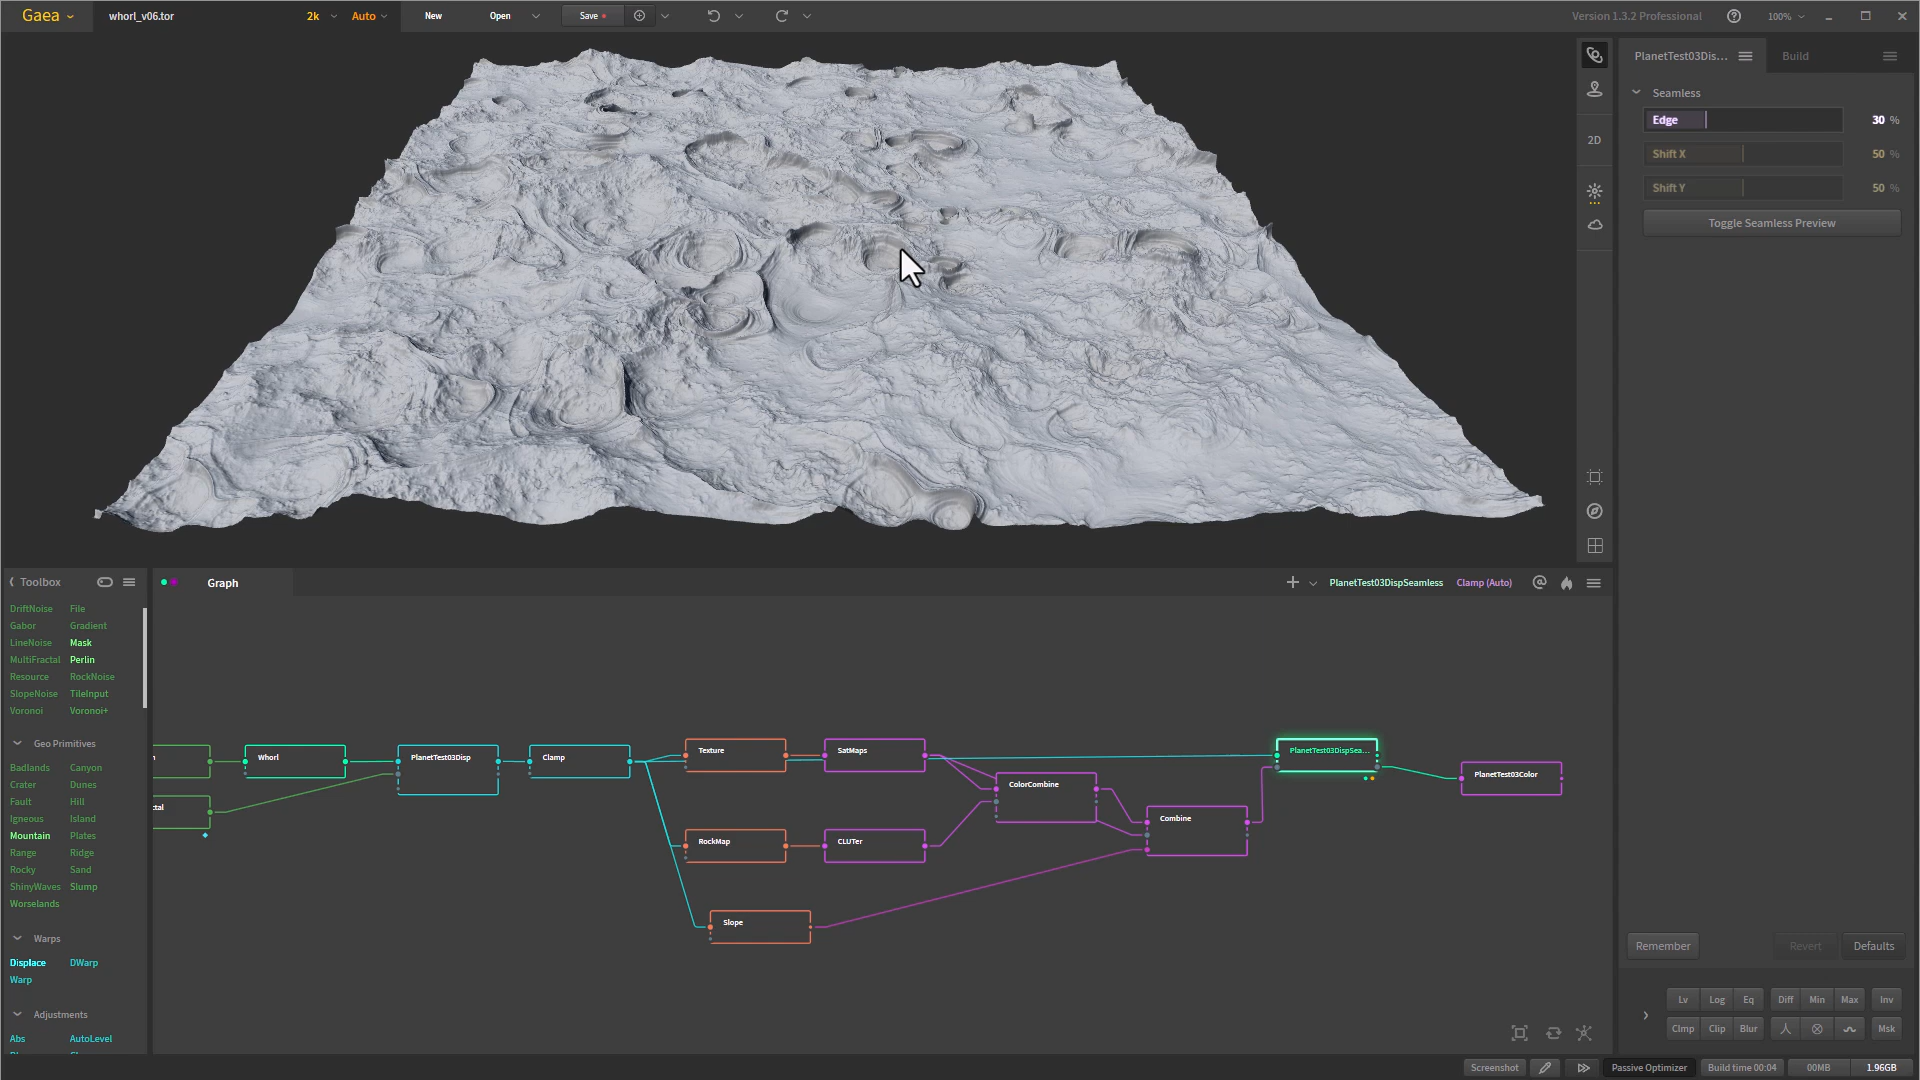 Gaea
whorl_v06.tor
2k
Auto
New
Open
Save
Version 1.3.2 Professional
100%
PlanetTest03Dis...
Build
Seamless
Edge 30 %
Shift X 50 %
Shift Y 50 %
Toggle Seamless Preview
2D
Toolbox
Graph
PlanetTest03DispSeamless
Clamp (Auto)
DriftNoise File
Gabor Gradient
LineNoise Mask
MultiFractal Perlin
Resource RockNoise
SlopeNoise TileInput
Voronoi Voronoi+
Geo Primitives
Badlands Canyon
Crater Dunes
Fault Hill
Igneous Island
Mountain Plates
Range Ridge
Rocky Sand
ShinyWaves Slump
Worselands
Warps
Displace DWarp
Warp
Adjustments
Abs AutoLevel
Whorl
PlanetTest03Disp
Clamp
Texture
SatMaps
ColorCombine
RockMap
CLUTer
Combine
Slope
PlanetTest03DispSea...
PlanetTest03Color
Remember
Revert
Defaults
Lv Log Eq Diff Min Max Inv
Clmp Clip Blur Msk
Screenshot
Passive Optimizer
Build time 00:04
00MB
1.96GB